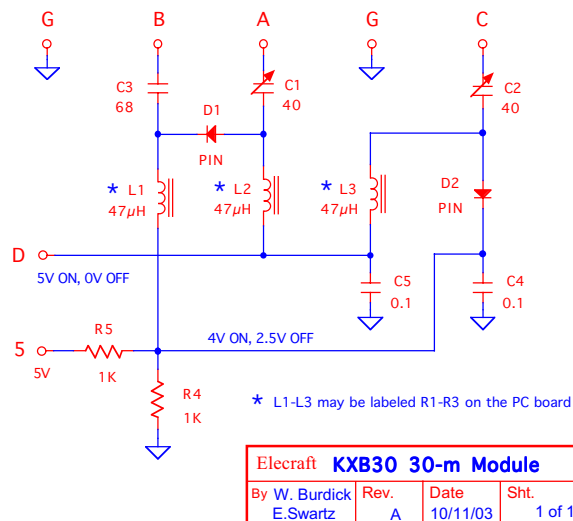 G B A G C
C3
68
D1
PIN
C1
40
C2
40
* L1
47µH
* L2
47µH
* L3
47µH
D2
PIN
D
5V ON, 0V OFF
C5
0.1
C4
0.1
5
5V
R5
1K
4V ON, 2.5V OFF
R4
1K
* L1-L3 may be labeled R1-R3 on the PC board
Elecraft KXB30 30-m Module
By W. Burdick
E.Swartz
Rev.
A
Date
10/11/03
Sht.
1 of 1